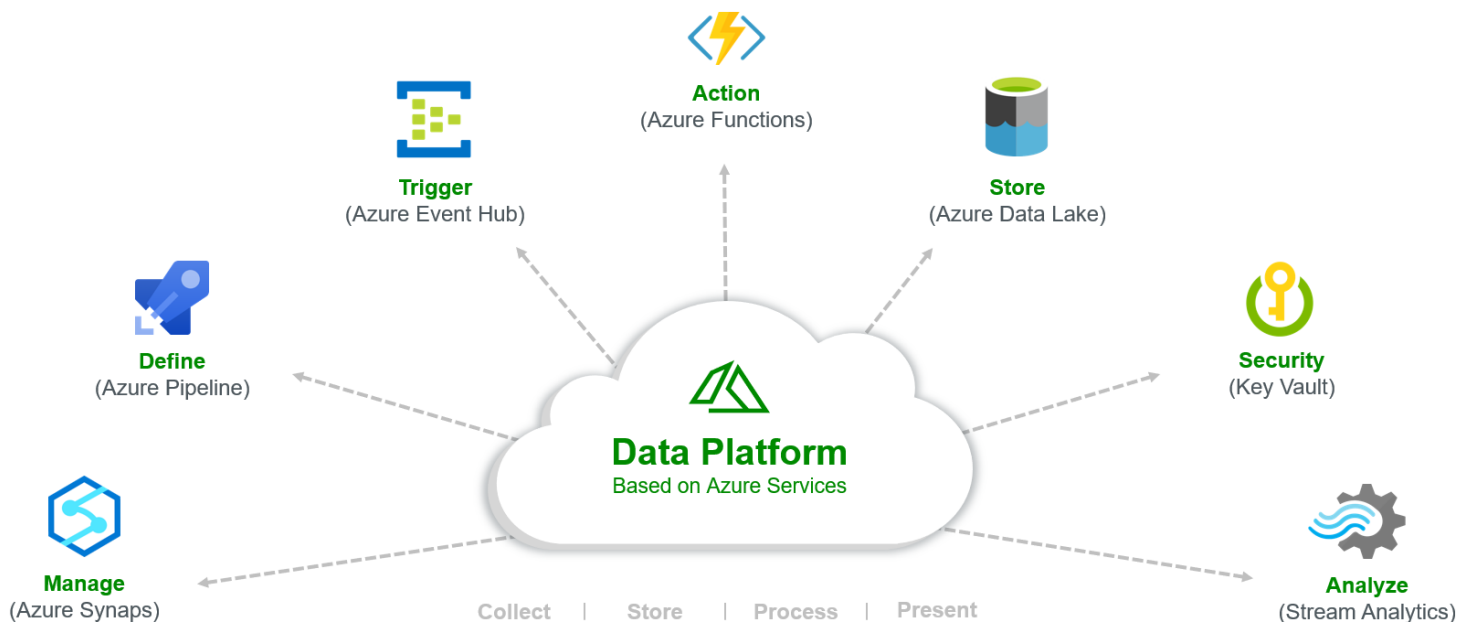 Action
(Azure Functions)
Trigger
(Azure Event Hub)
Store
(Azure Data Lake)
Define
(Azure Pipeline)
Security
(Key Vault)
Data Platform
Based on Azure Services
Manage
(Azure Synaps)
Analyze
(Stream Analytics)
Collect | Store | Process | Present